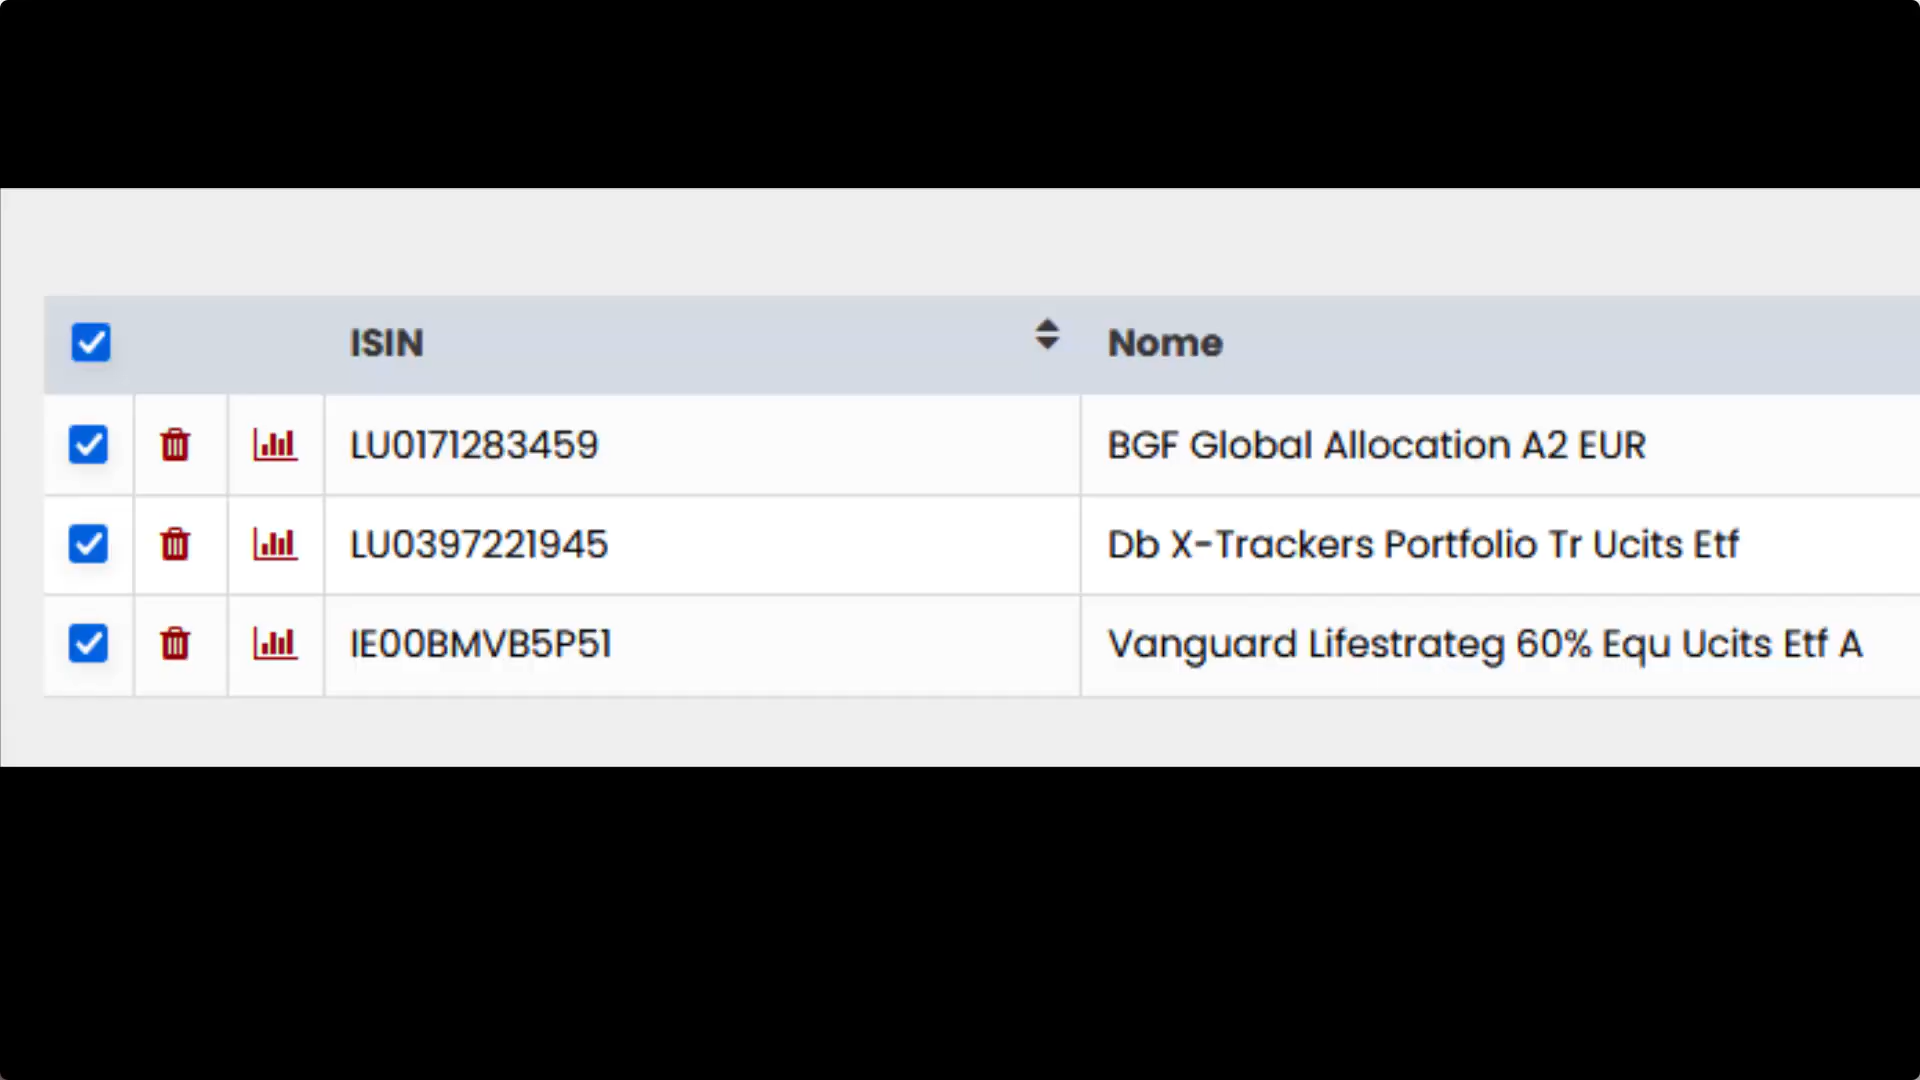 ISIN Nome
LU0171283459 BGF Global Allocation A2 EUR
LU0397221945 Db X-Trackers Portfolio Tr Ucits Etf
IE00BMVB5P51 Vanguard Lifestrateg 60% Equ Ucits Etf A